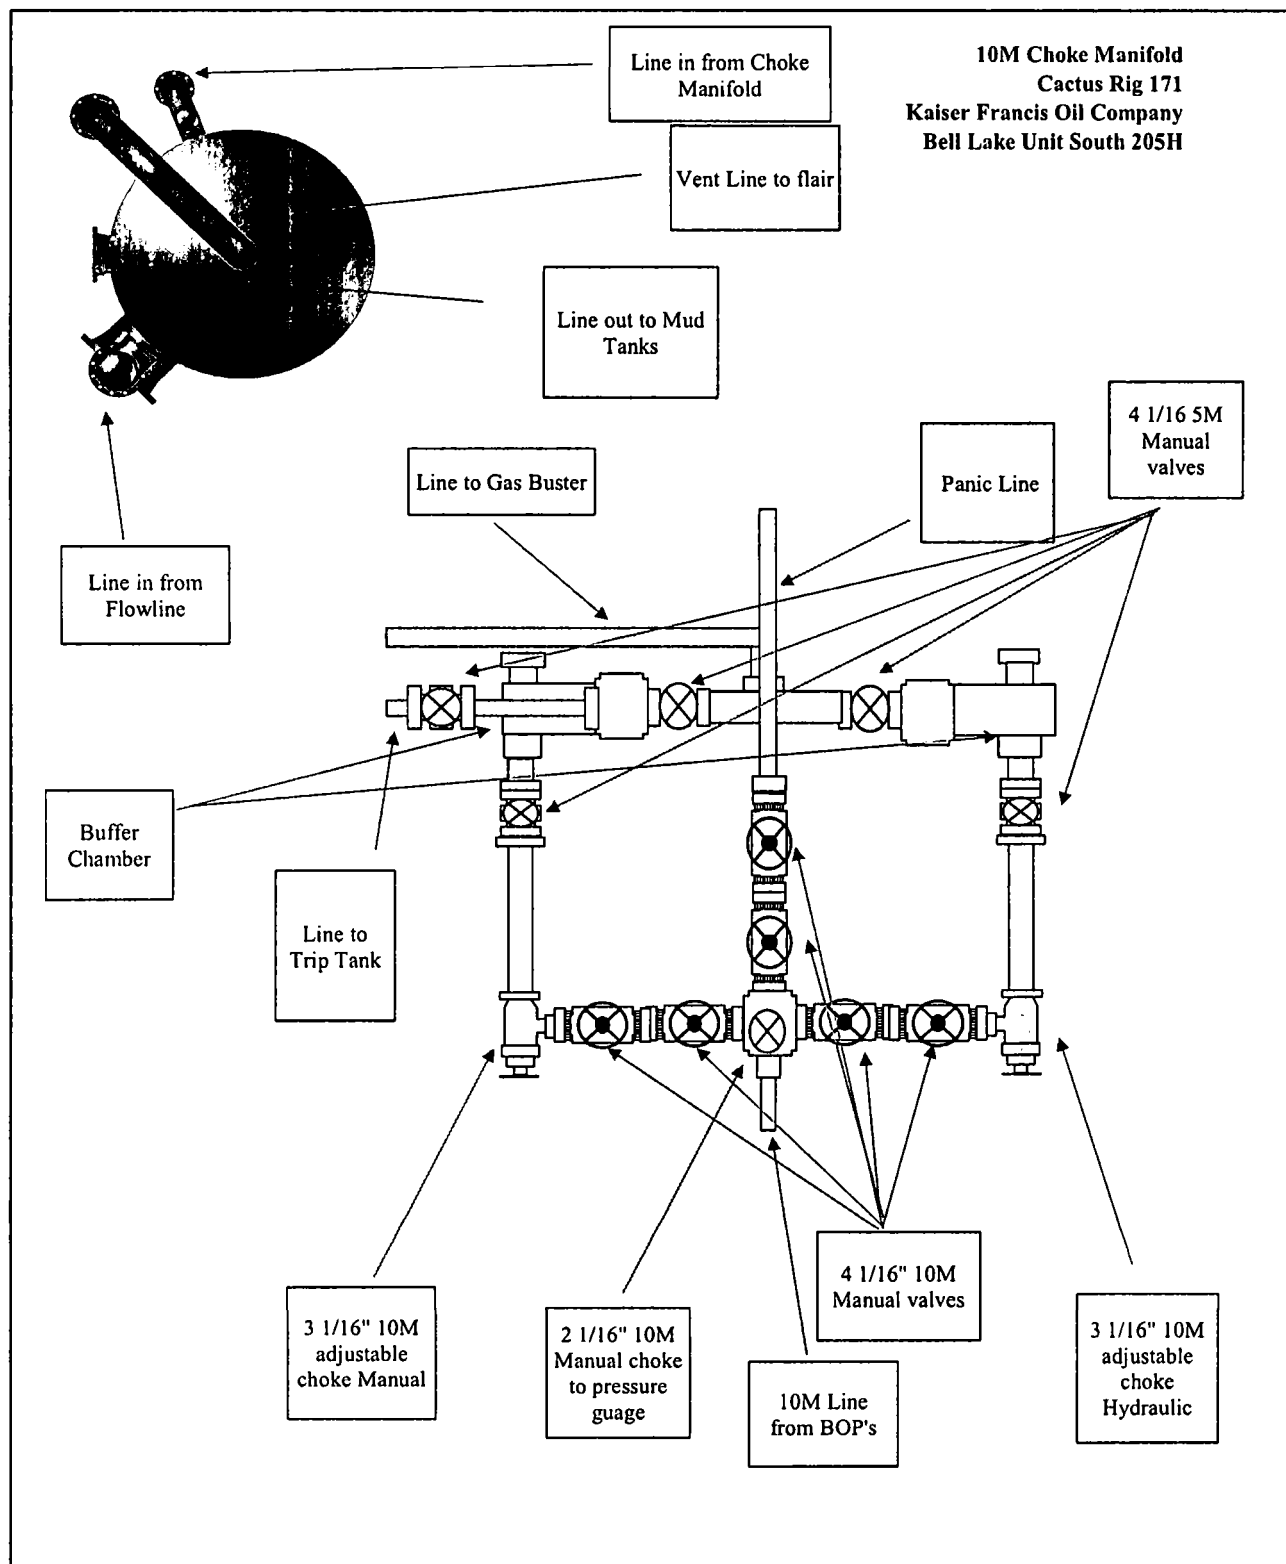 10M Choke Manifold
Cactus Rig 171
Kaiser Francis Oil Company
Bell Lake Unit South 205H
Line in from Choke
Manifold
Vent Line to flair
Line out to Mud
Tanks
4 1/16 5M
Manual
valves
Panic Line
Line to Gas Buster
Line in from
Flowline
Buffer
Chamber
Line to
Trip Tank
3 1/16" 10M
adjustable
choke Manual
2 1/16" 10M
Manual choke
to pressure
guage
4 1/16" 10M
Manual valves
10M Line
from BOP's
3 1/16" 10M
adjustable
choke
Hydraulic